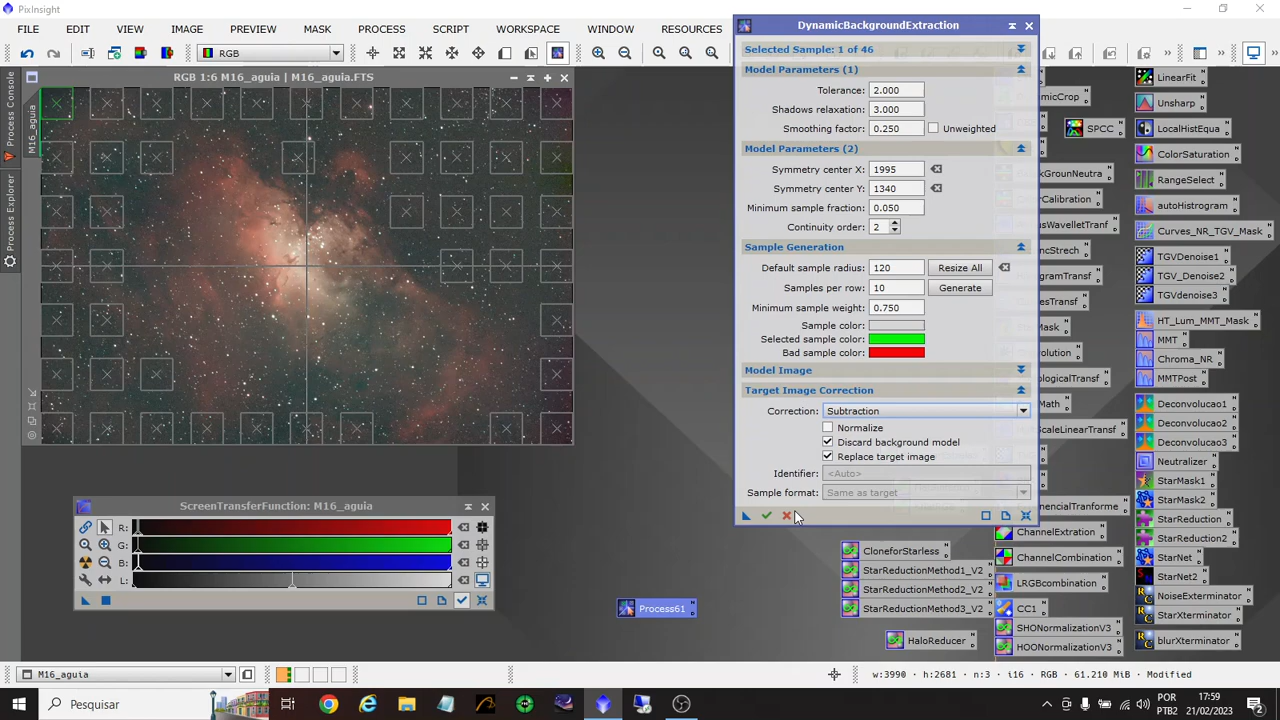 PixInsight
FILE EDIT VIEW IMAGE PREVIEW MASK PROCESS SCRIPT WORKSPACE WINDOW RESOURCES
RGB
RGB 1:6 M16_aguia | M16_aguia.FTS
M16_aguia
Process Console
Process Explorer
DynamicBackgroundExtraction
Selected Sample: 1 of 46
Model Parameters (1)
Tolerance: 2.000
Shadows relaxation: 3.000
Smoothing factor: 0.250 Unweighted
Model Parameters (2)
Symmetry center X: 1995
Symmetry center Y: 1340
Minimum sample fraction: 0.050
Continuity order: 2
Sample Generation
Default sample radius: 120 Resize All
Samples per row: 10 Generate
Minimum sample weight: 0.750
Sample color:
Selected sample color:
Bad sample color:
Model Image
Target Image Correction
Correction: Subtraction
Normalize
Discard background model
Replace target image
Identifier: <Auto>
Sample format: Same as target
ScreenTransferFunction: M16_aguia
R:
G:
B:
L:
Process61
CloneforStarless
StarReductionMethod1_V2
StarReductionMethod2_V2
StarReductionMethod3_V2
HaloReducer
SPCC
ChannelExtration
ChannelCombination
LRGBcombination
CC1
SHONormalizationV3
HOONormalizationV3
LinearFit
Unsharp
LocalHistEqua
ColorSaturation
RangeSelect
autoHistrogram
Curves_NR_TGV_Mask
TGVDenoise1
TGV_Denoise2
TGVdenoise3
HT_Lum_MMT_Mask
MMT
Chroma_NR
MMTPost
Deconvolucao1
Deconvolucao2
Deconvolucao3
Neutralizer
StarMask1
StarMask2
StarReduction
StarReduction2
StarNet
StarNet2
NoiseExterminator
StarXterminator
blurXterminator
M16_aguia
w:3990 h:2681 n:3 i16 RGB 61.210 MiB Modified
Pesquisar
POR
PTB2
17:59
21/02/2023